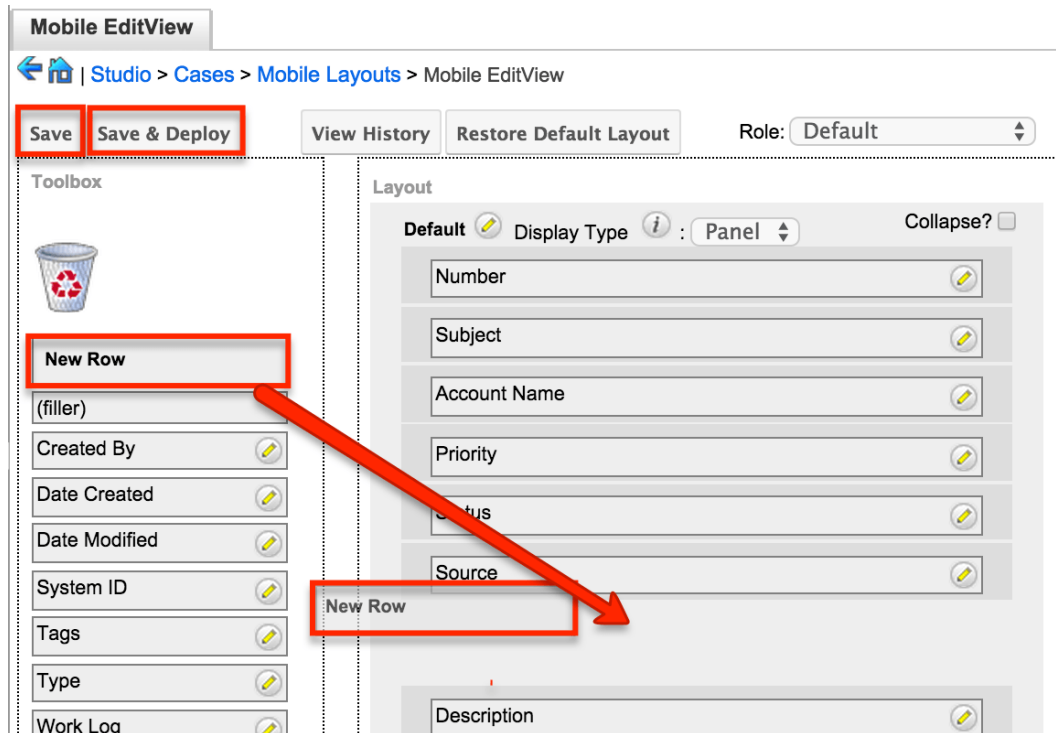 Mobile EditView
| Studio > Cases > Mobile Layouts > Mobile EditView
Save
Save & Deploy
View History
Restore Default Layout
Role: Default
Toolbox
New Row
(filler)
Created By
Date Created
Date Modified
System ID
Tags
Type
Work Log
Layout
Default Display Type i : Panel
Collapse?
Number
Subject
Account Name
Priority
Status
Source
New Row
Description